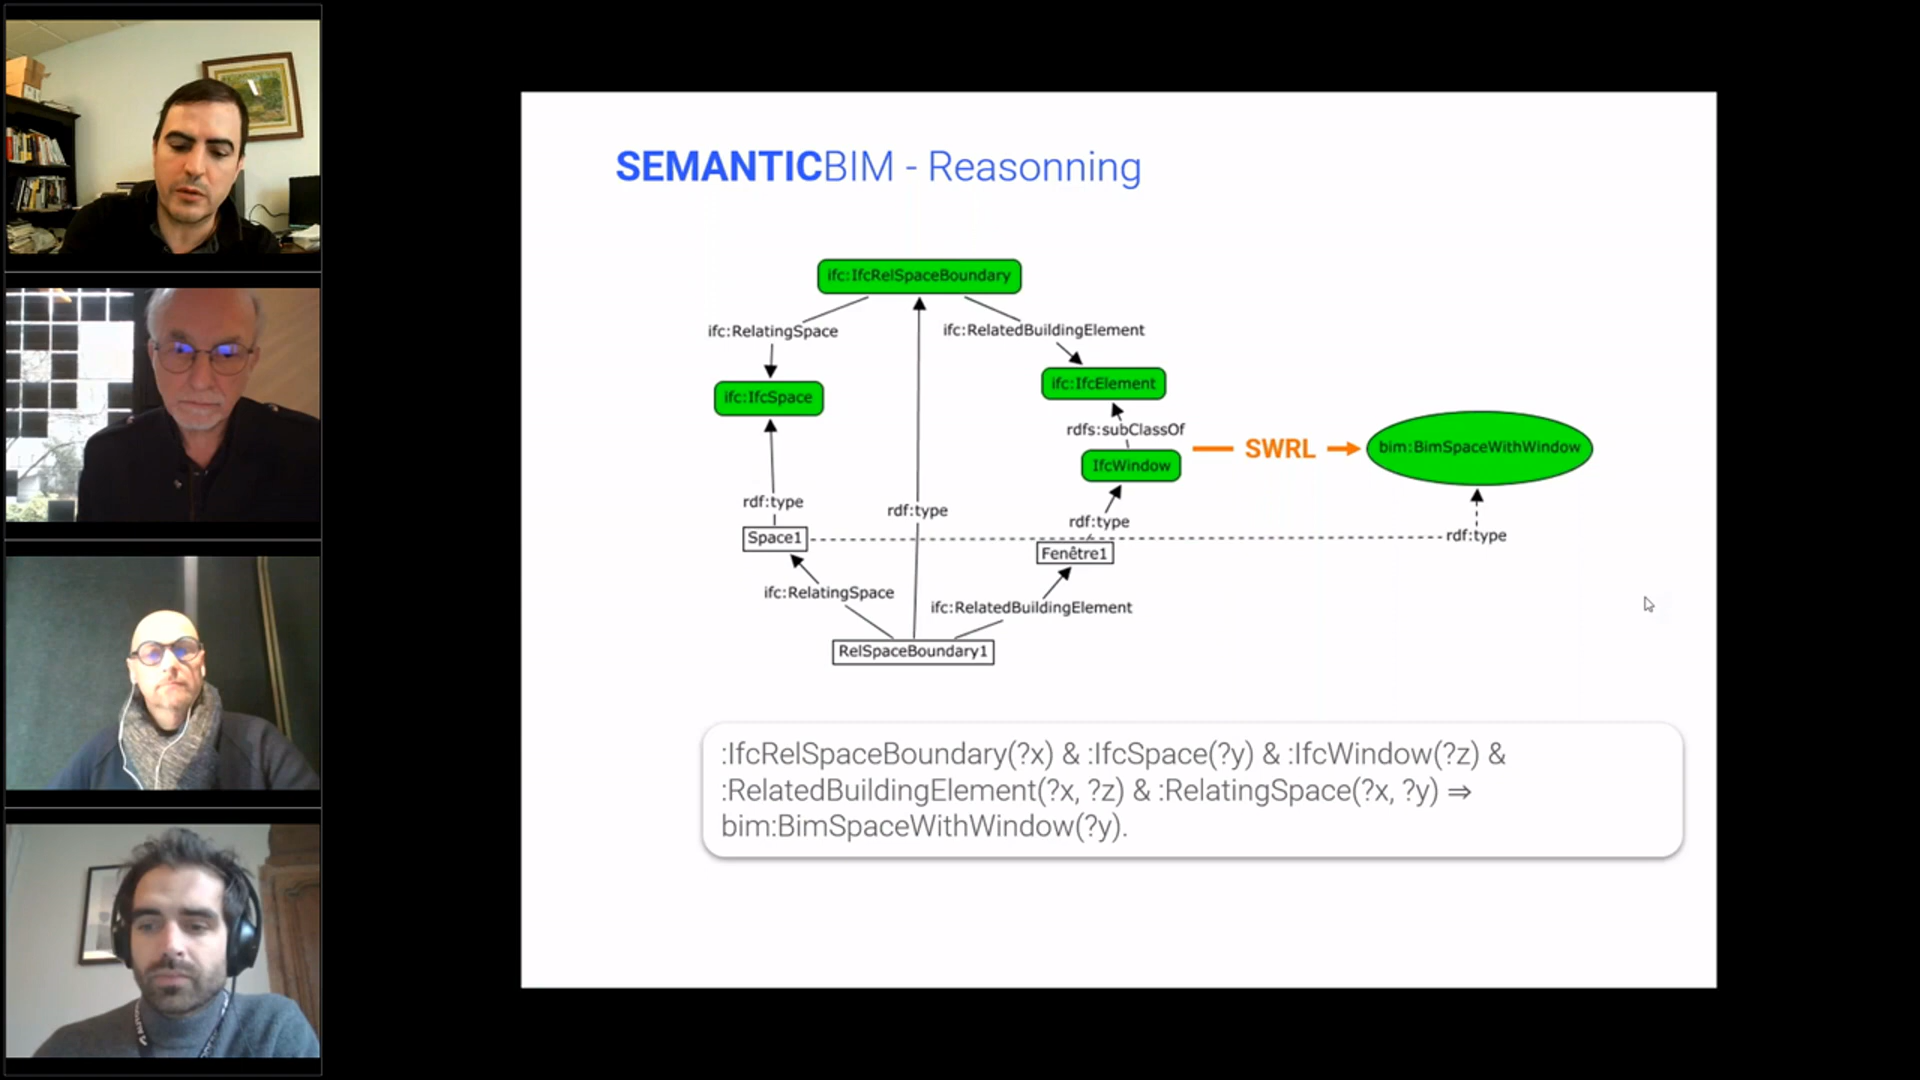 SEMANTICBIM - Reasonning
ifc:IfcRelSpaceBoundary
ifc:RelatingSpace
ifc:RelatedBuildingElement
ifc:IfcSpace
ifc:IfcElement
rdfs:subClassOf
IfcWindow
SWRL
bim:BimSpaceWithWindow
rdf:type
rdf:type
rdf:type
rdf:type
Space1
Fenêtre1
ifc:RelatingSpace
ifc:RelatedBuildingElement
RelSpaceBoundary1
:IfcRelSpaceBoundary(?x) & :IfcSpace(?y) & :IfcWindow(?z) &
:RelatedBuildingElement(?x, ?z) & :RelatingSpace(?x, ?y) ⇒
bim:BimSpaceWithWindow(?y).